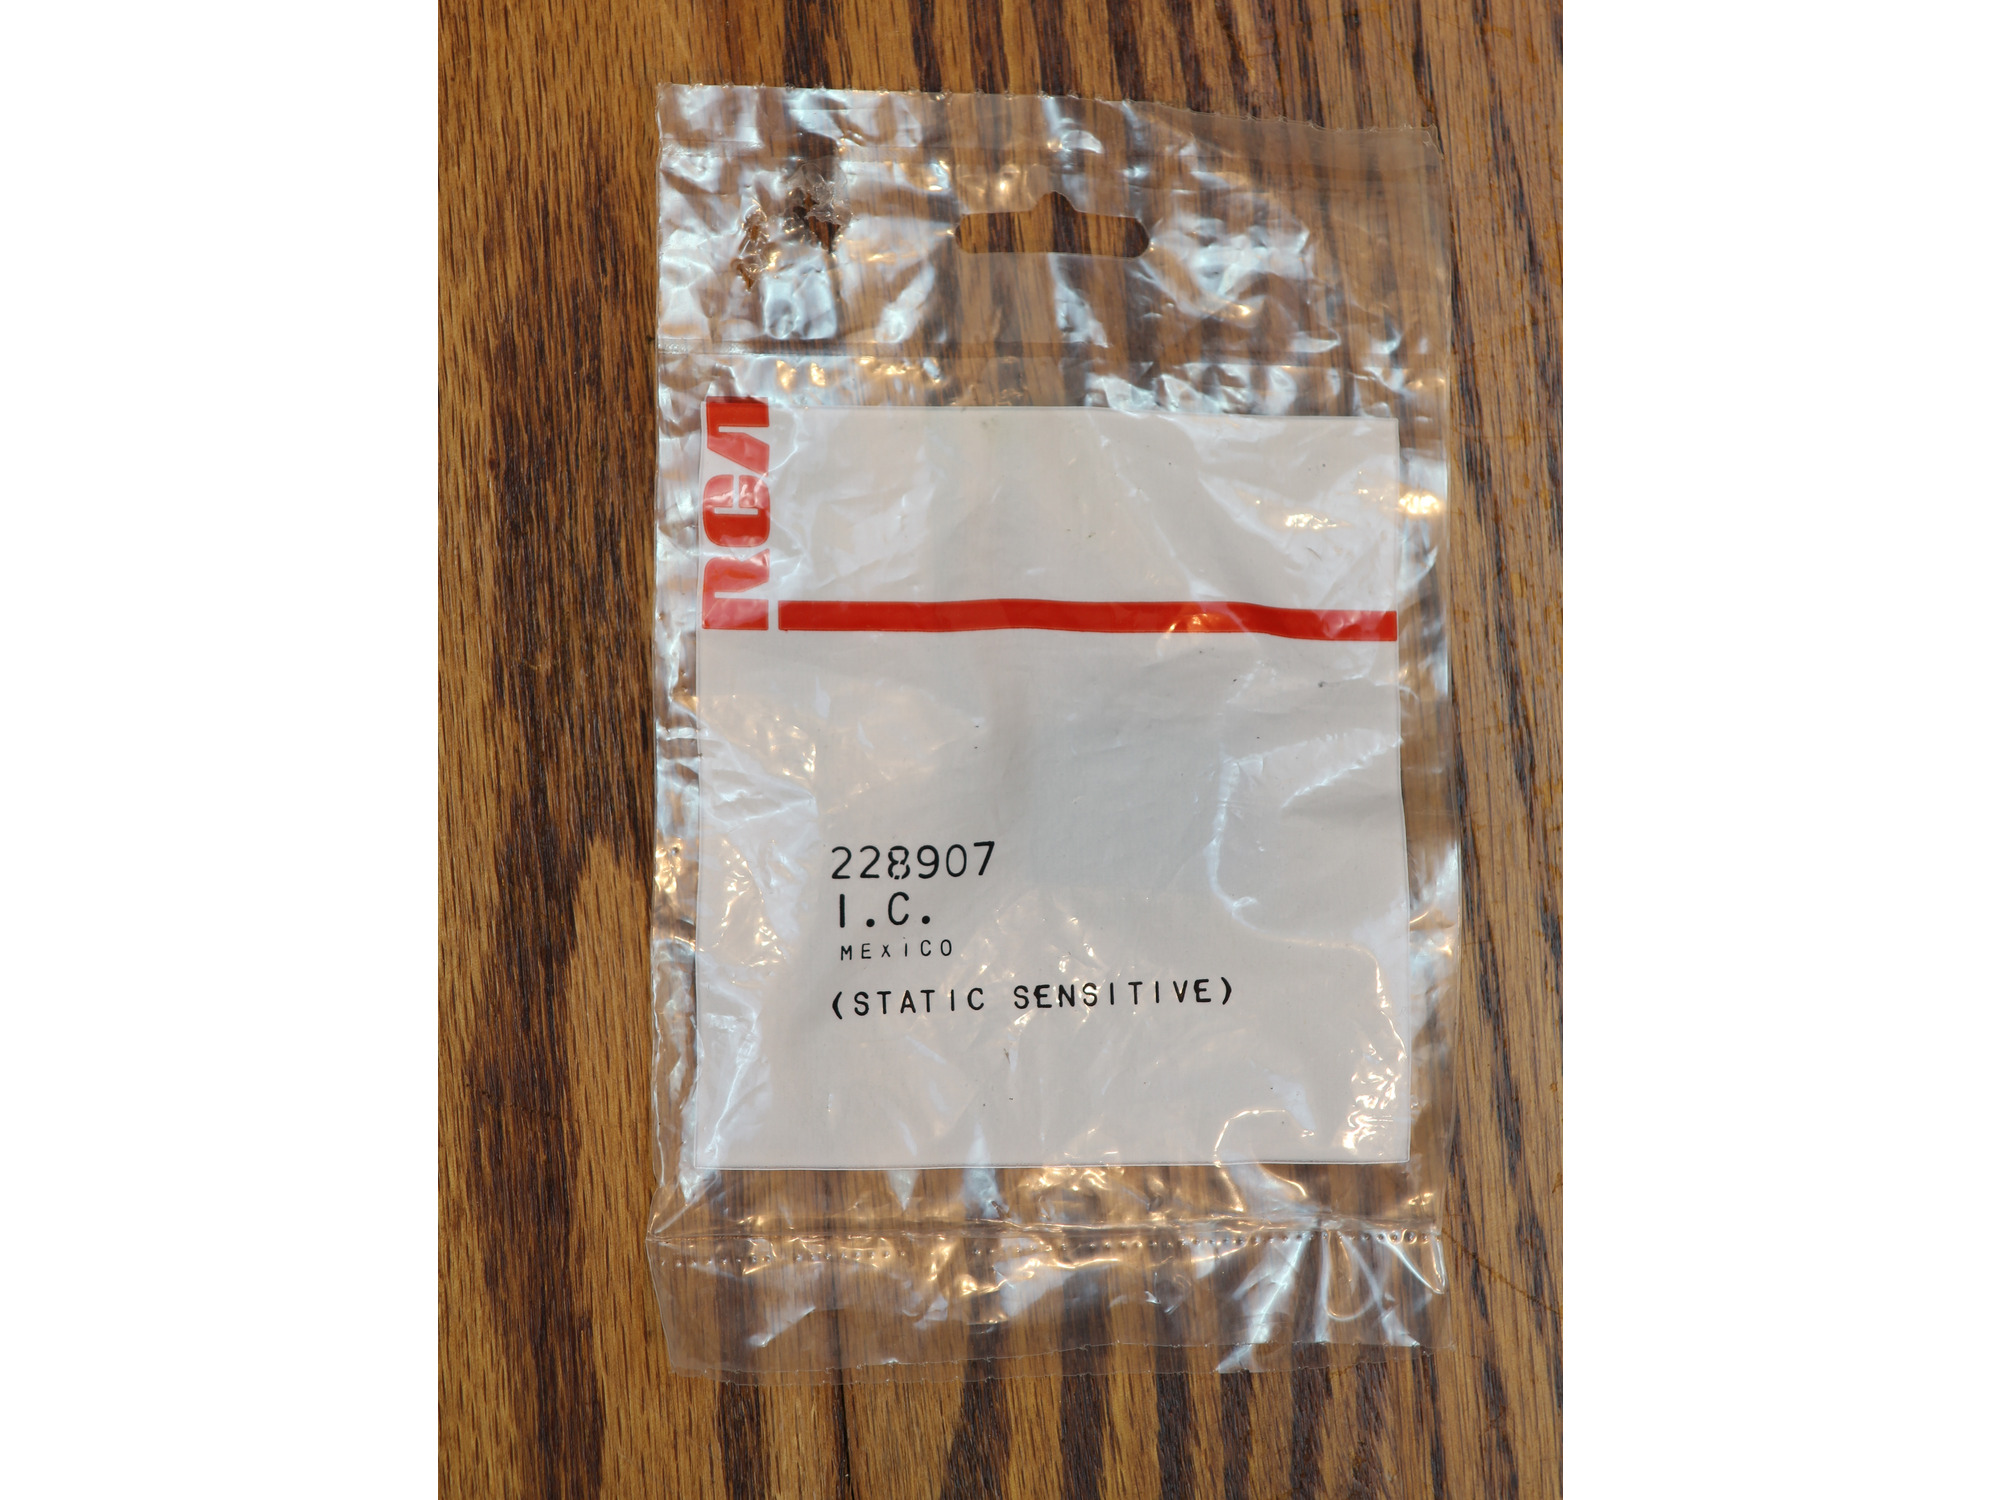 RCA
228907
I.C.
MEXICO
(STATIC SENSITIVE)